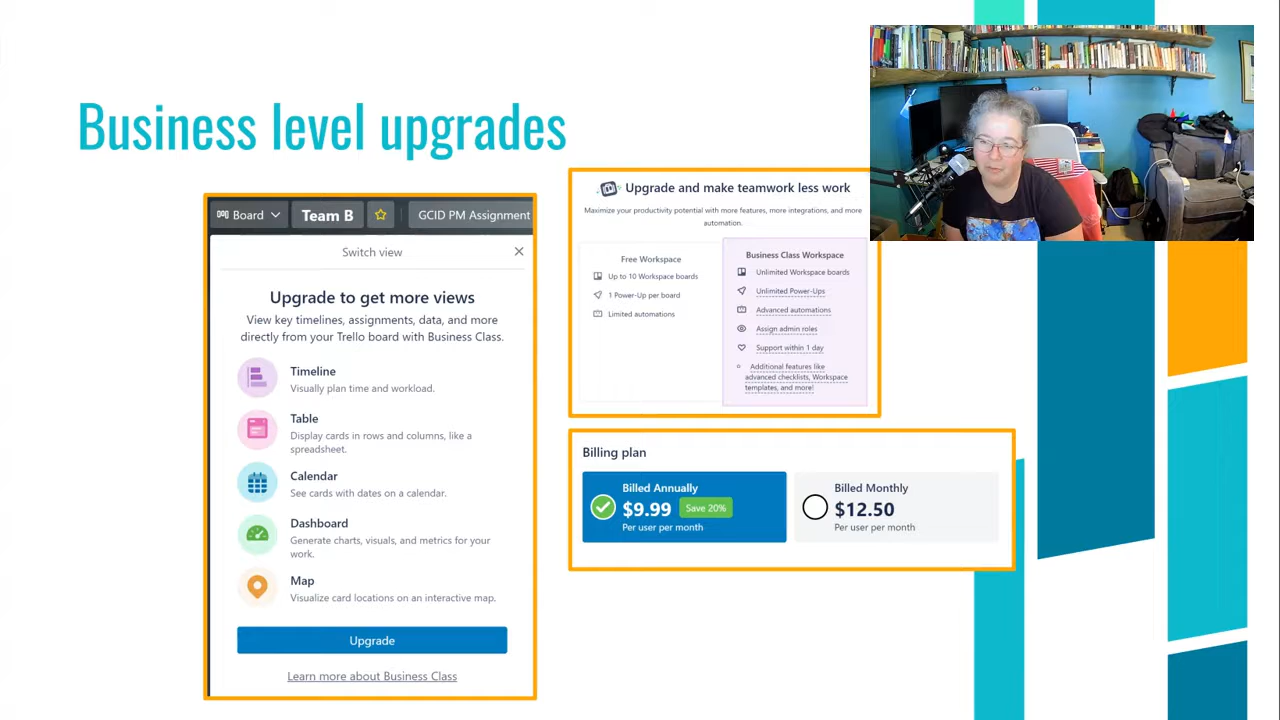 Business level upgrades
Board
Team B
GCID PM Assignment
Switch view
Upgrade to get more views
View key timelines, assignments, data, and more
directly from your Trello board with Business Class.
Timeline
Visually plan time and workload.
Table
Display cards in rows and columns, like a
spreadsheet.
Calendar
See cards with dates on a calendar.
Dashboard
Generate charts, visuals, and metrics for your
work.
Map
Visualize card locations on an interactive map.
Upgrade
Learn more about Business Class
Upgrade and make teamwork less work
Maximize your productivity potential with more features, more integrations, and more
automation.
Free Workspace
Up to 10 Workspace boards
1 Power-Up per board
Limited automations
Business Class Workspace
Unlimited Workspace boards
Unlimited Power-Ups
Advanced automations
Assign admin roles
Support within 1 day
Additional features like
advanced checklists, Workspace
templates, and more!
Billing plan
Billed Annually
$9.99 Save 20%
Per user per month
Billed Monthly
$12.50
Per user per month